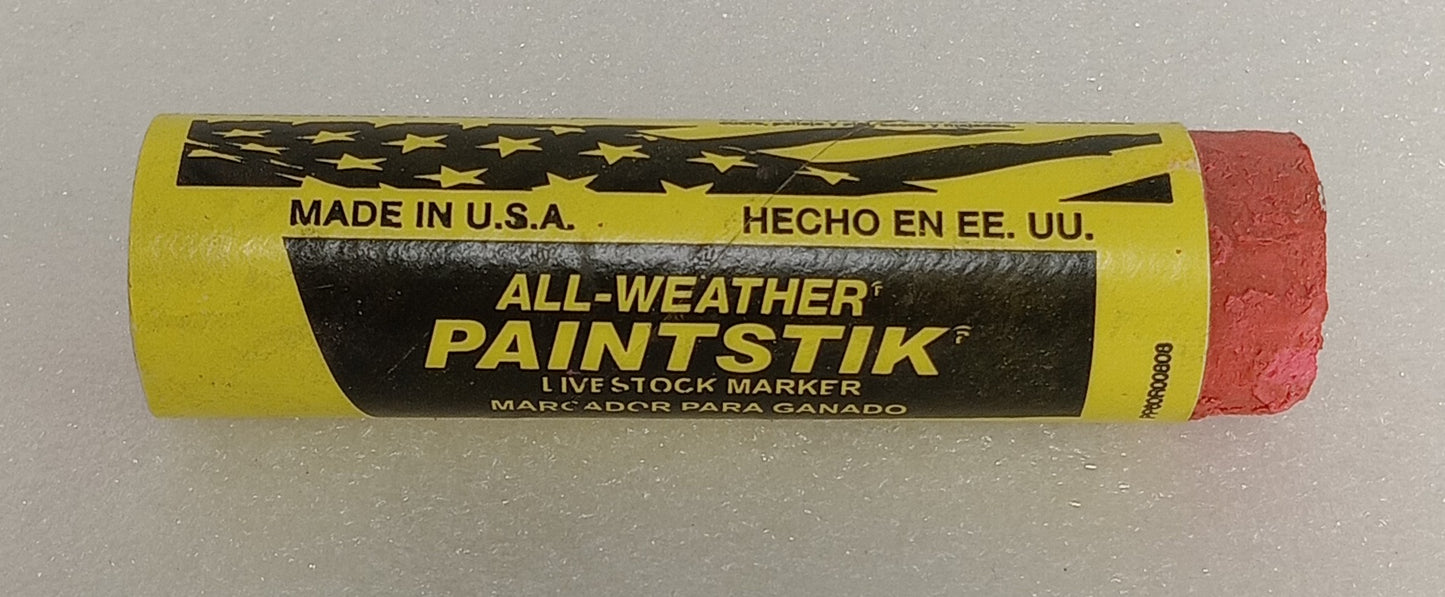 MADE IN U.S.A.
HECHO EN EE. UU.
ALL-WEATHER
PAINTSTIK
LIVESTOCK MARKER
MARCADOR PARA GANADO